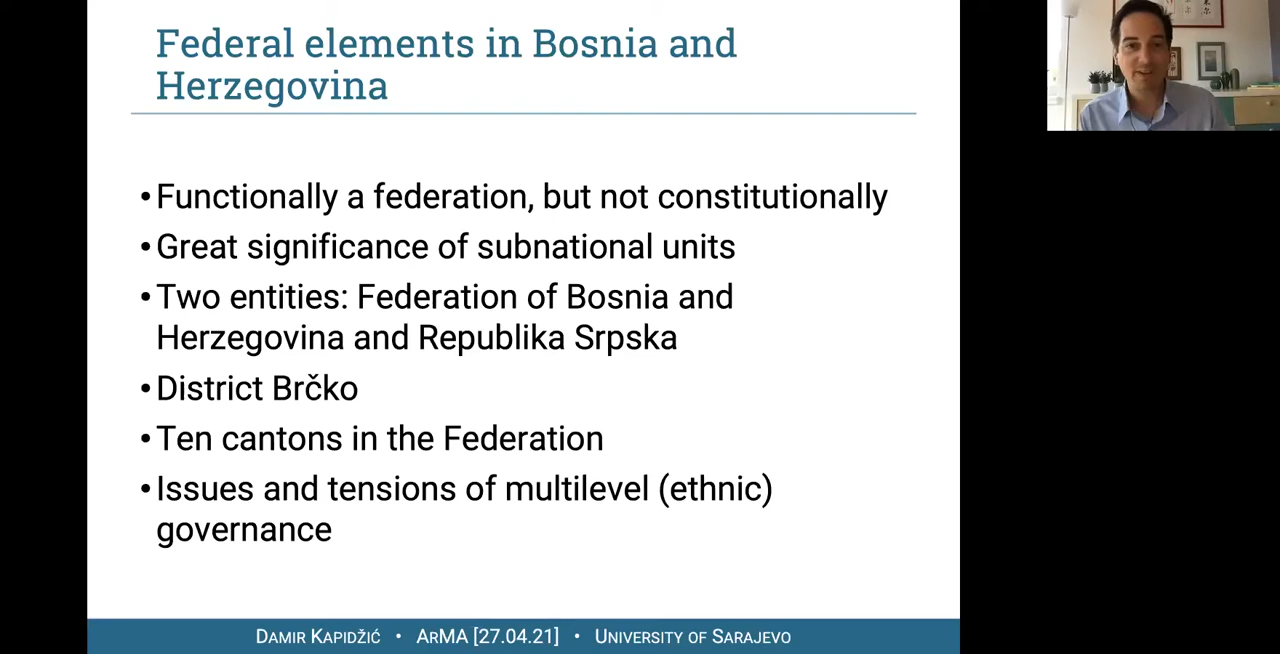 Federal elements in Bosnia and
Herzegovina
•Functionally a federation, but not constitutionally
•Great significance of subnational units
•Two entities: Federation of Bosnia and
Herzegovina and Republika Srpska
•District Brčko
•Ten cantons in the Federation
•Issues and tensions of multilevel (ethnic)
governance
Damir Kapidžić • ArMA [27.04.21] • University of Sarajevo